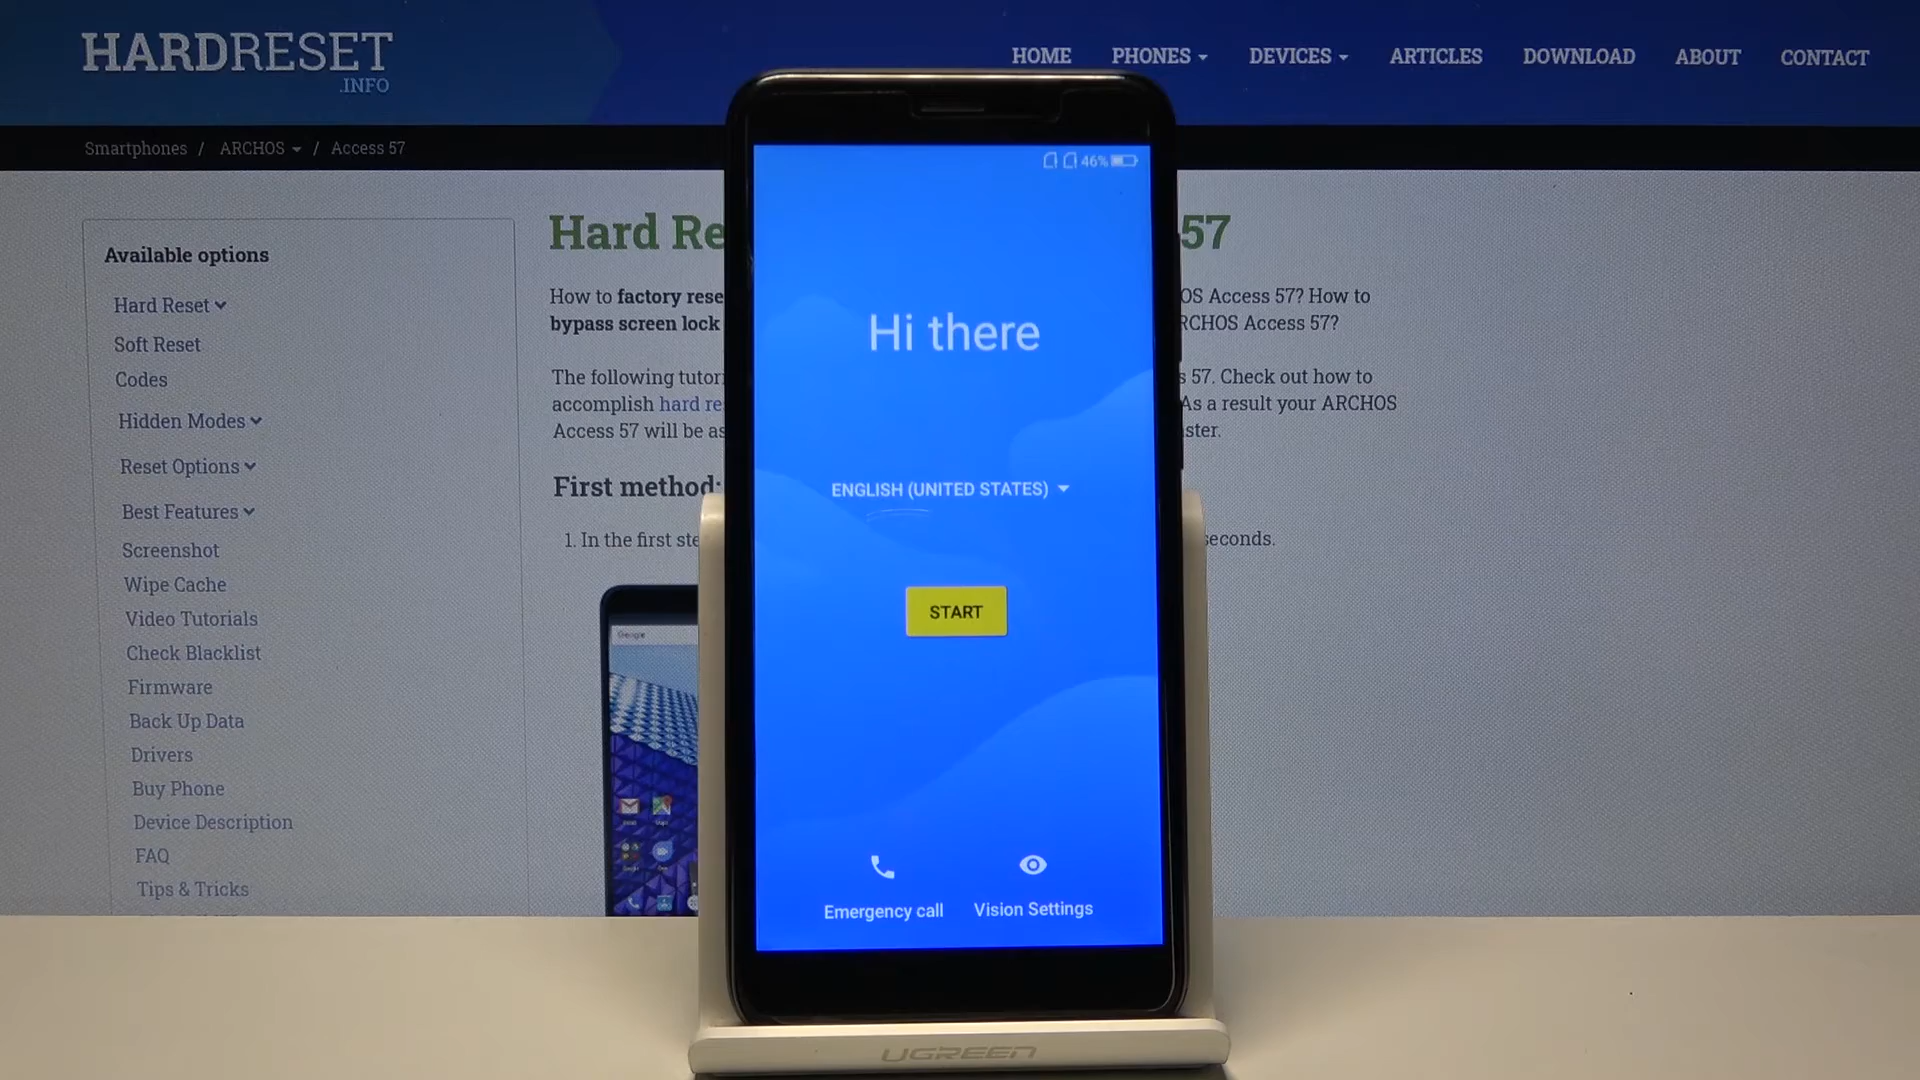 HARDRESET
.INFO
HOME PHONES DEVICES ARTICLES DOWNLOAD ABOUT CONTACT
Smartphones / ARCHOS / Access 57
Available options
Hard Reset
Soft Reset
Codes
Hidden Modes
Reset Options
Best Features
Screenshot
Wipe Cache
Video Tutorials
Check Blacklist
Firmware
Back Up Data
Drivers
Buy Phone
Device Description
FAQ
Tips & Tricks
Hard Re 57
How to factory rese OS Access 57? How to
bypass screen lock RCHOS Access 57?
The following tutor s 57. Check out how to
accomplish hard re As a result your ARCHOS
Access 57 will be as ster.
First method:
1. In the first ste seconds.
Google
46%
Hi there
ENGLISH (UNITED STATES)
START
Emergency call
Vision Settings
UGREEN